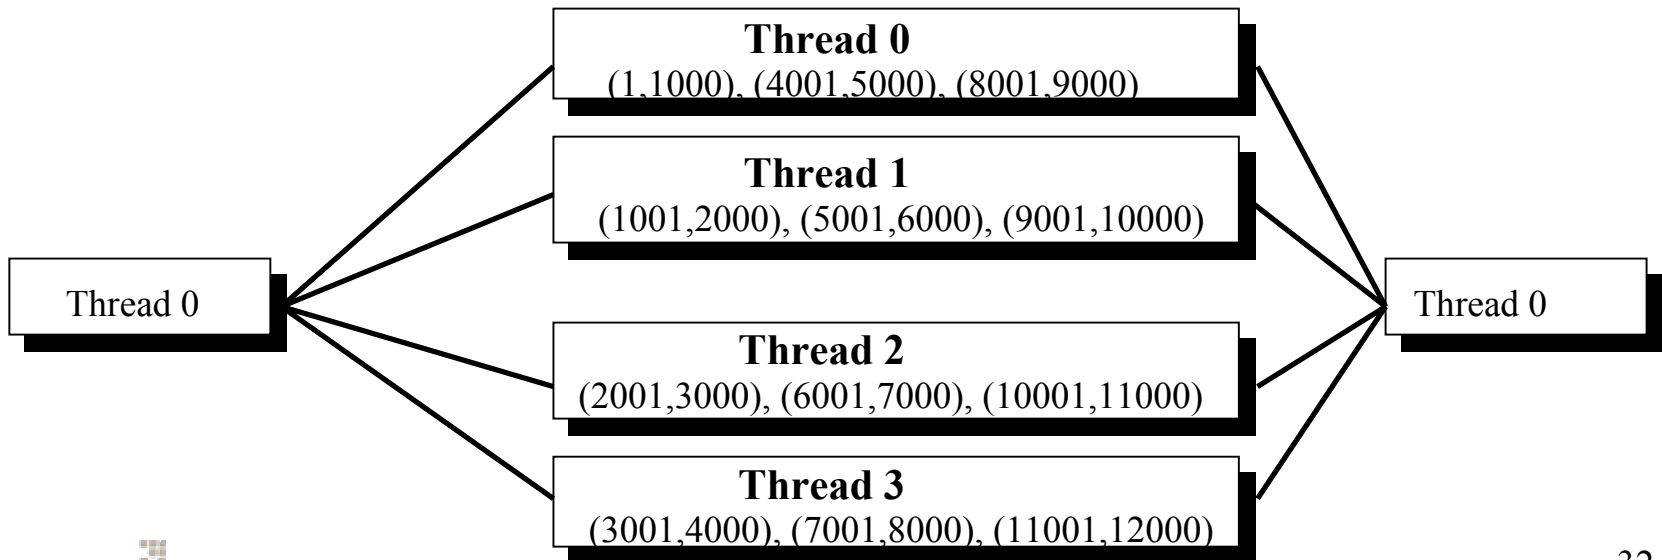 Thread 0
Thread 0
(1,1000), (4001,5000), (8001,9000)
Thread 1
(1001,2000), (5001,6000), (9001,10000)
Thread 2
(2001,3000), (6001,7000), (10001,11000)
Thread 3
(3001,4000), (7001,8000), (11001,12000)
Thread 0
32